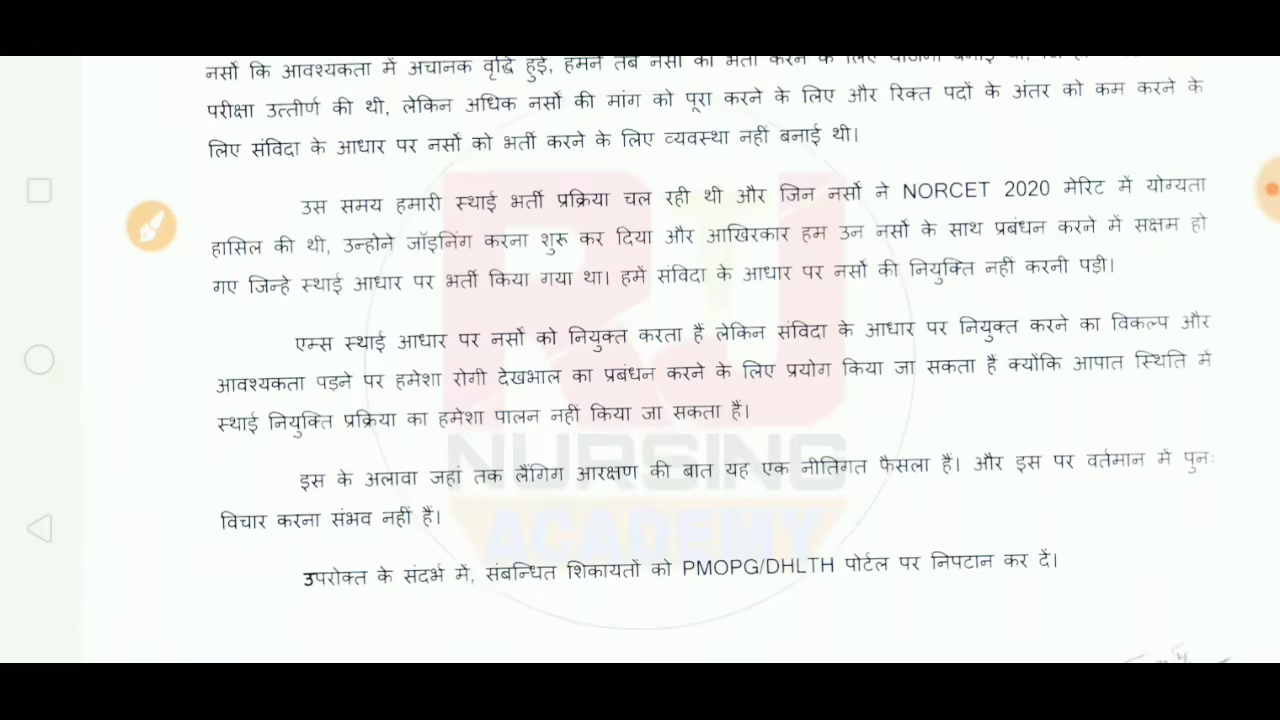 नर्सों कि आवश्यकता में अचानक वृद्धि हुई, हमने तब नर्सों की भर्ती करने के लिए योजना बनाई थी,
परीक्षा उत्तीर्ण की थी, लेकिन अधिक नर्सों की मांग को पूरा करने के लिए और रिक्त पदों के अंतर को कम करने के
लिए संविदा के आधार पर नर्सों को भर्ती करने के लिए व्यवस्था नहीं बनाई थी।
उस समय हमारी स्थाई भर्ती प्रक्रिया चल रही थी और जिन नर्सों ने NORCET 2020 मेरिट में योग्यता
हासिल की थी, उन्होने जॉइनिंग करना शुरू कर दिया और आखिरकार हम उन नर्सों के साथ प्रबंधन करने में सक्षम हो
गए जिन्हे स्थाई आधार पर भर्ती किया गया था। हमें संविदा के आधार पर नर्सों की नियुक्ति नहीं करनी पड़ी।
एम्स स्थाई आधार पर नर्सों को नियुक्त करता हैं लेकिन संविदा के आधार पर नियुक्त करने का विकल्प और
आवश्यकता पड़ने पर हमेशा रोगी देखभाल का प्रबंधन करने के लिए प्रयोग किया जा सकता हैं क्योंकि आपात स्थिति में
स्थाई नियुक्ति प्रक्रिया का हमेशा पालन नहीं किया जा सकता हैं।
इस के अलावा जहां तक लैंगिग आरक्षण की बात यह एक नीतिगत फैसला हैं। और इस पर वर्तमान में पुनः
विचार करना संभव नहीं हैं।
उपरोक्त के संदर्भ में, संबन्धित शिकायतों को PMOPG/DHLTH पोर्टल पर निपटान कर दें।
RJ
NURSING
ACADEMY